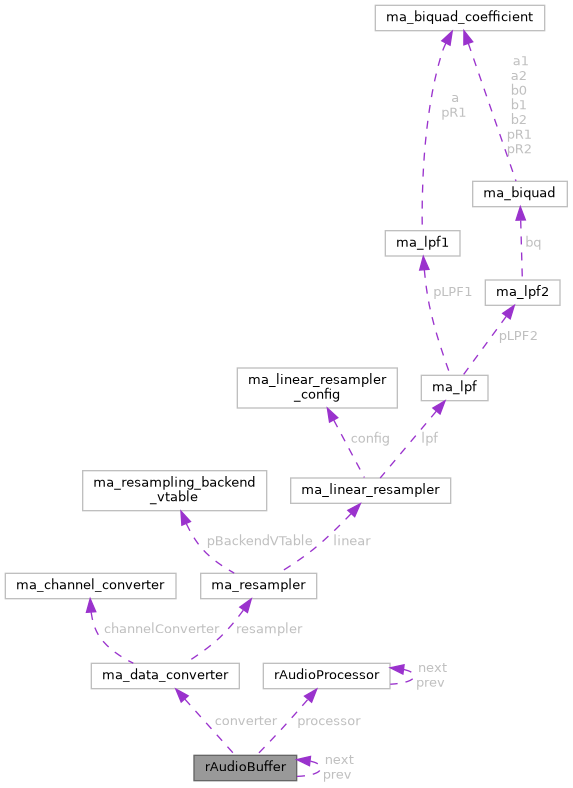 ma_biquad_coefficient
a1
a2
b0
b1
b2
pR1
pR2
a
pR1
ma_biquad
ma_lpf1
bq
ma_lpf2
pLPF1
pLPF2
ma_linear_resampler
_config
ma_lpf
config
lpf
ma_resampling_backend
_vtable
ma_linear_resampler
pBackendVTable
linear
ma_channel_converter
ma_resampler
channelConverter
resampler
ma_data_converter
rAudioProcessor
next
prev
converter
processor
rAudioBuffer
next
prev